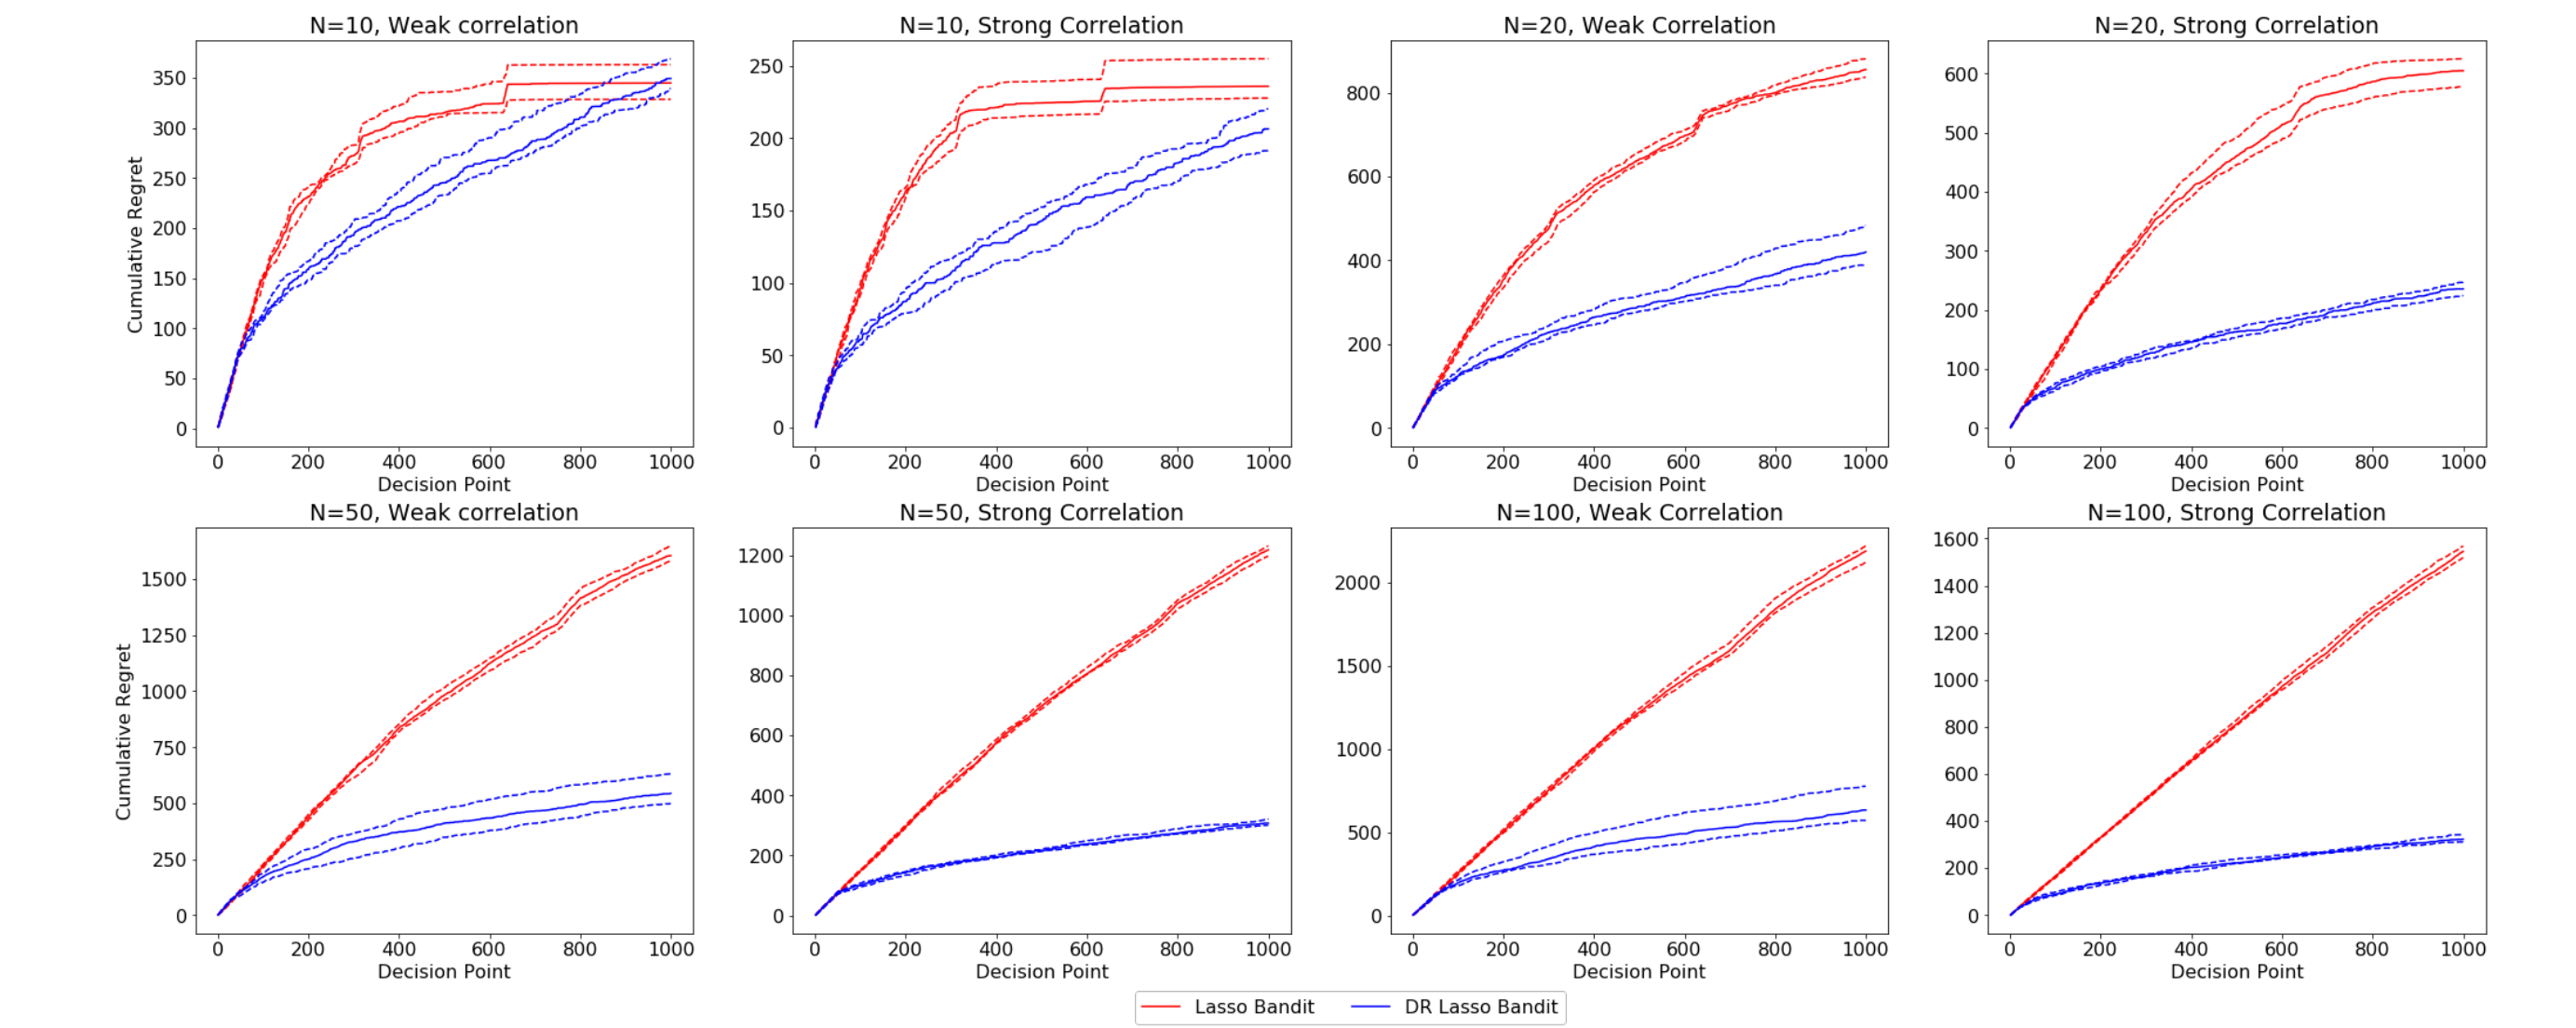 N=10, Weak correlation
N=10, Strong Correlation
N=20, Weak Correlation
N=20, Strong Correlation
Cumulative Regret
350
300
250
200
150
100
50
0
0 200 400 600 800 1000
Decision Point
250
200
150
100
50
0
0 200 400 600 800 1000
Decision Point
800
600
400
200
0
0 200 400 600 800 1000
Decision Point
600
500
400
300
200
100
0
0 200 400 600 800 1000
Decision Point
N=50, Weak correlation
N=50, Strong Correlation
N=100, Weak Correlation
N=100, Strong Correlation
Cumulative Regret
1500
1250
1000
750
500
250
0
0 200 400 600 800 1000
Decision Point
1200
1000
800
600
400
200
0
0 200 400 600 800 1000
Decision Point
2000
1500
1000
500
0
0 200 400 600 800 1000
Decision Point
1600
1400
1200
1000
800
600
400
200
0
0 200 400 600 800 1000
Decision Point
Lasso Bandit
DR Lasso Bandit